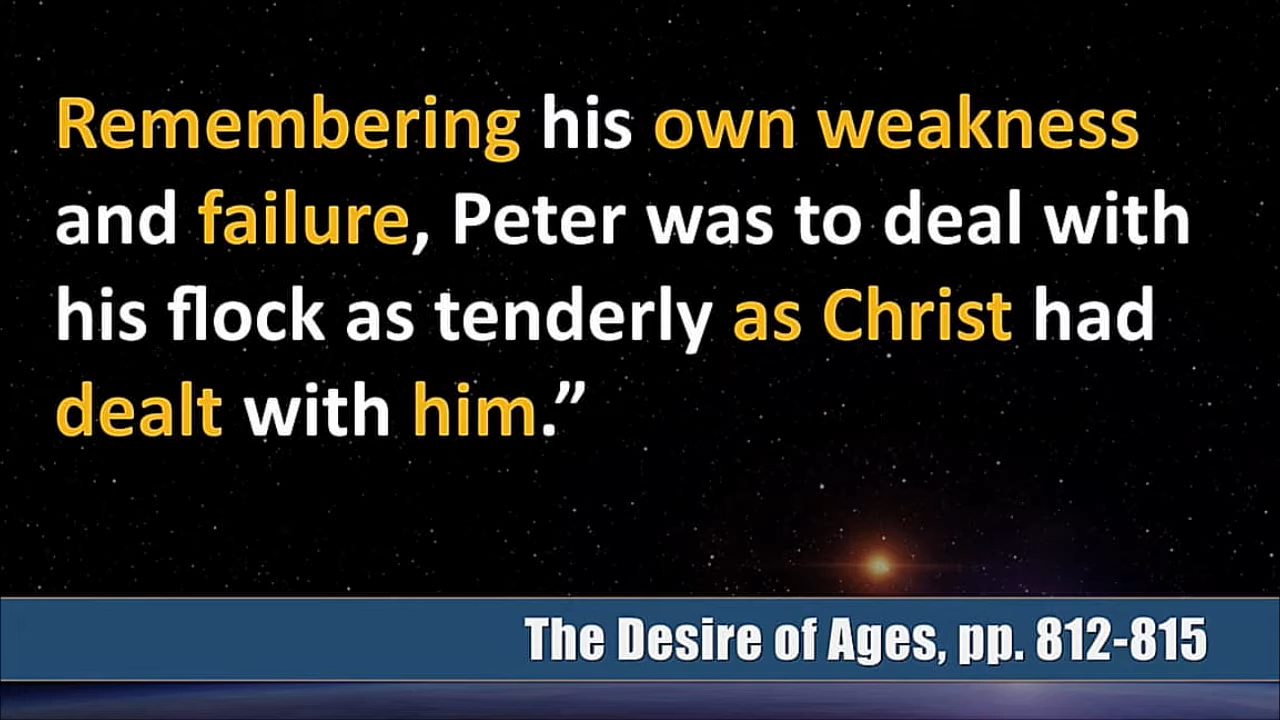 Remembering his own weakness
and failure, Peter was to deal with
his flock as tenderly as Christ had
dealt with him.”
The Desire of Ages, pp. 812-815